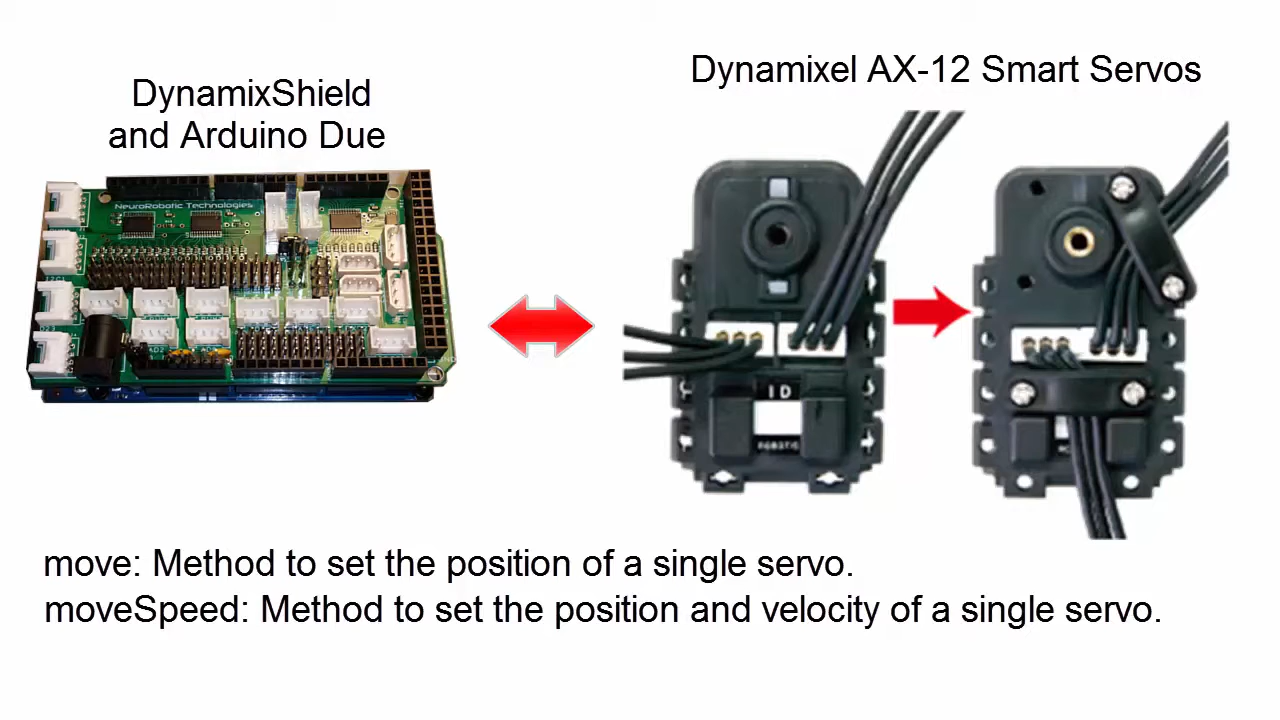 DynamixShield
and Arduino Due
Dynamixel AX-12 Smart Servos
NeuroRobotic Technologies
ID
ROBOTIS
move: Method to set the position of a single servo.
moveSpeed: Method to set the position and velocity of a single servo.